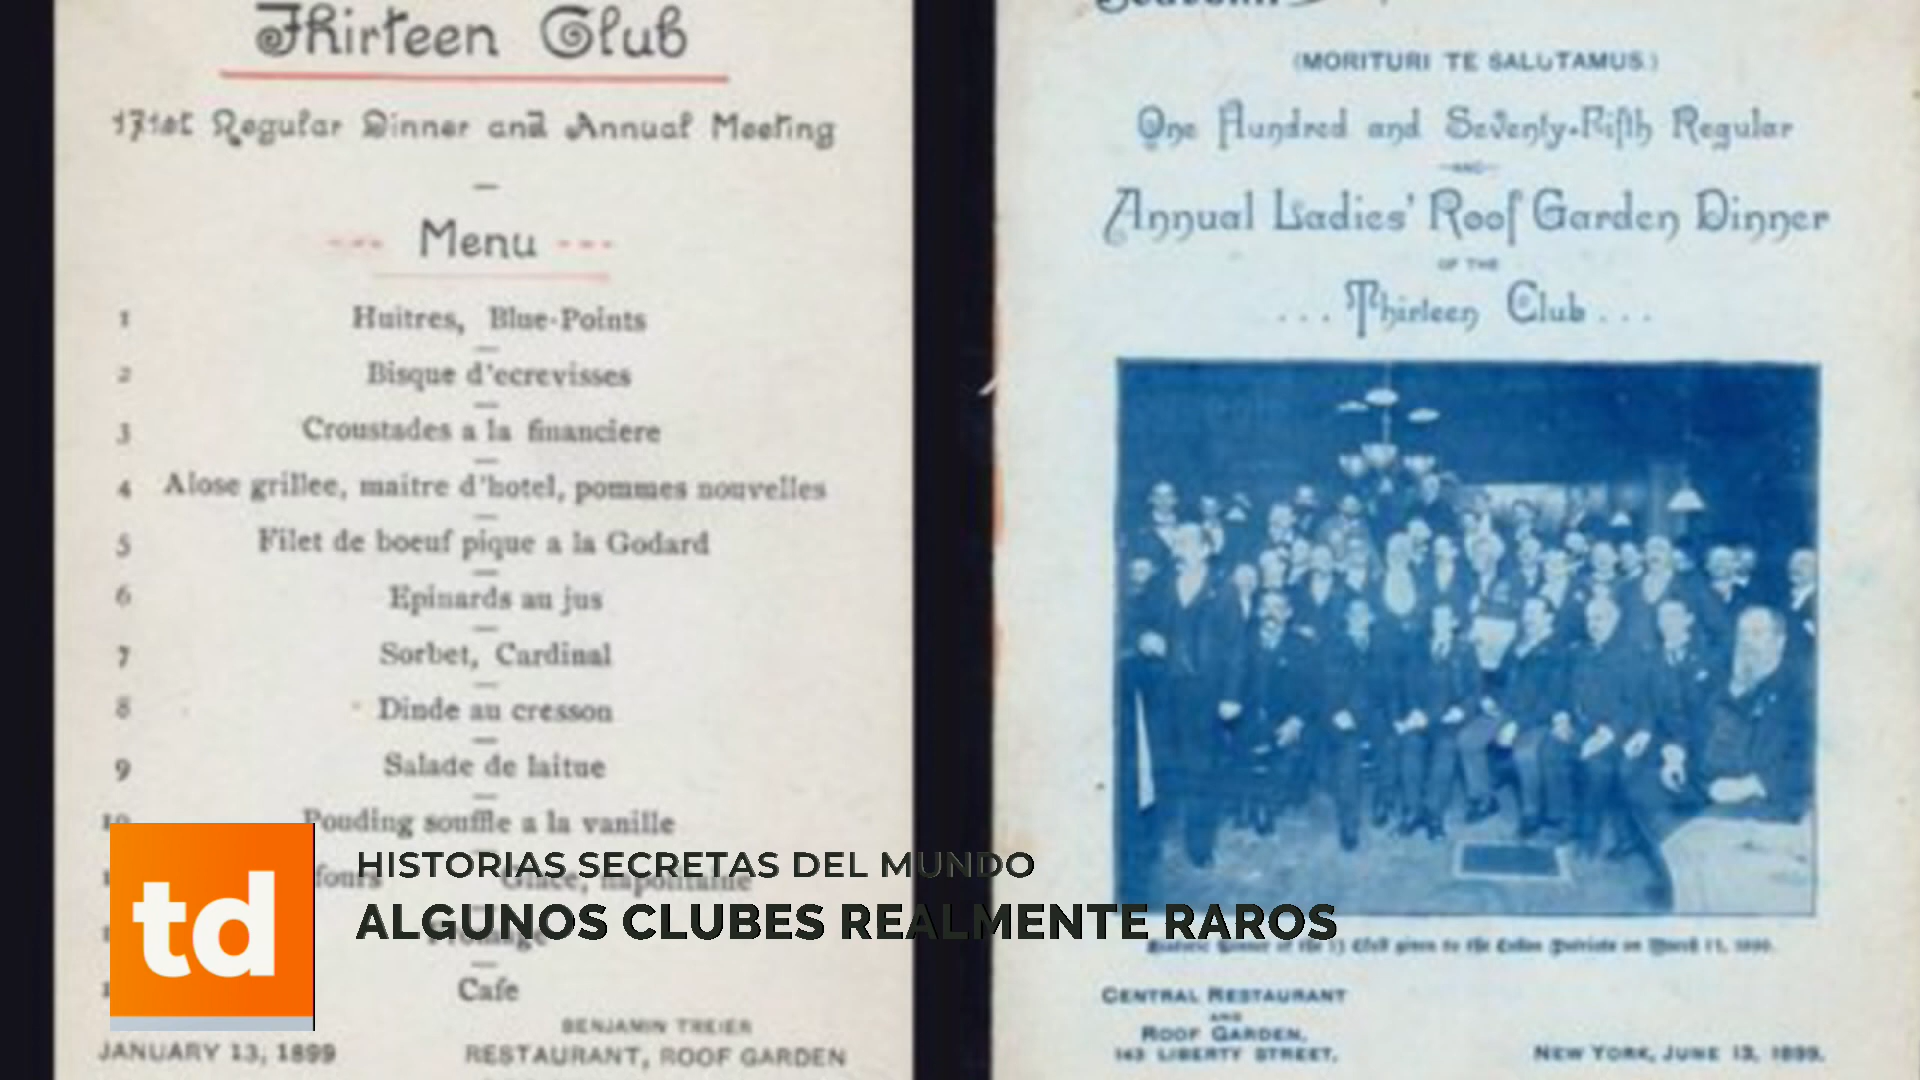 Thirteen Club
171st Regular Dinner and Annual Meeting
Menu
1 Huitres, Blue-Points
2 Bisque d'ecrevisses
3 Croustades a la financiere
4 Alose grillee, maitre d'hotel, pommes nouvelles
5 Filet de boeuf pique a la Godard
6 Epinards au jus
7 Sorbet, Cardinal
8 Dinde au cresson
9 Salade de laitue
10 Pouding souffle a la vanille
fours Glace, napolitaine
Cafe
BENJAMIN TREIER
JANUARY 13, 1899 RESTAURANT, ROOF GARDEN
(MORITURI TE SALUTAMUS.)
One Hundred and Seventy-Fifth Regular
AND
Annual Ladies' Roof Garden Dinner
OF THE
... Thirteen Club ...
CENTRAL RESTAURANT
AND
ROOF GARDEN,
143 LIBERTY STREET,
NEW YORK, JUNE 13, 1899.
td
HISTORIAS SECRETAS DEL MUNDO
ALGUNOS CLUBES REALMENTE RAROS